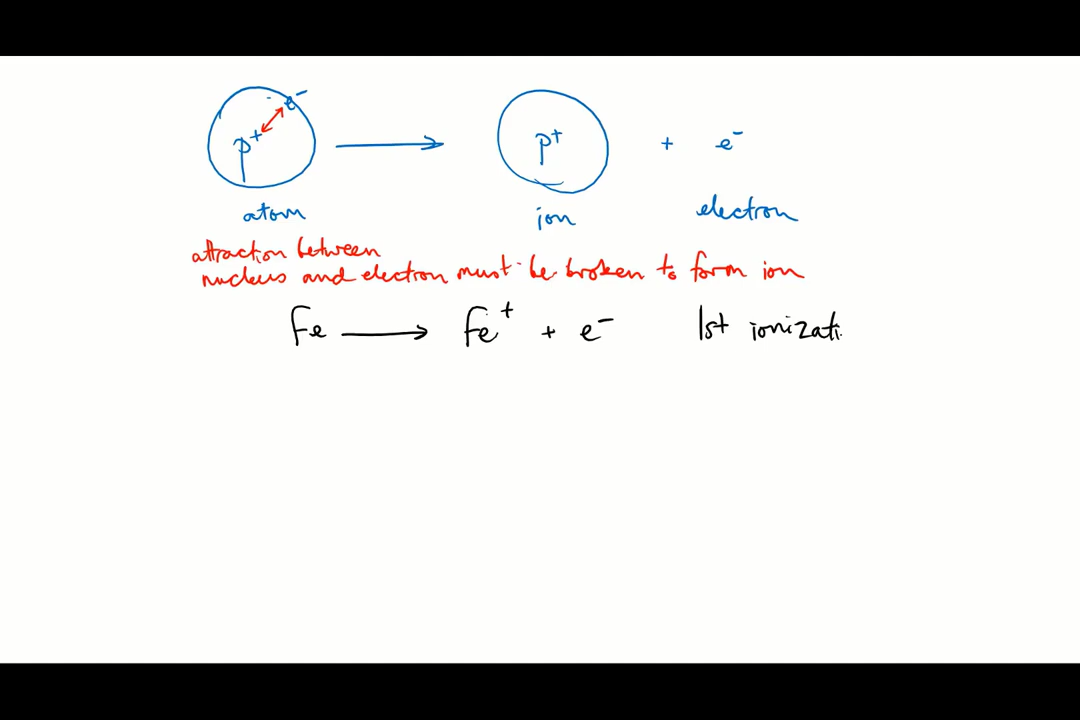 p⁺ e⁻ ⟶ p⁺ + e⁻
atom ion electron
attraction between
nucleus and electron must be broken to form ion
Fe ⟶ Fe⁺ + e⁻ 1st ionizati